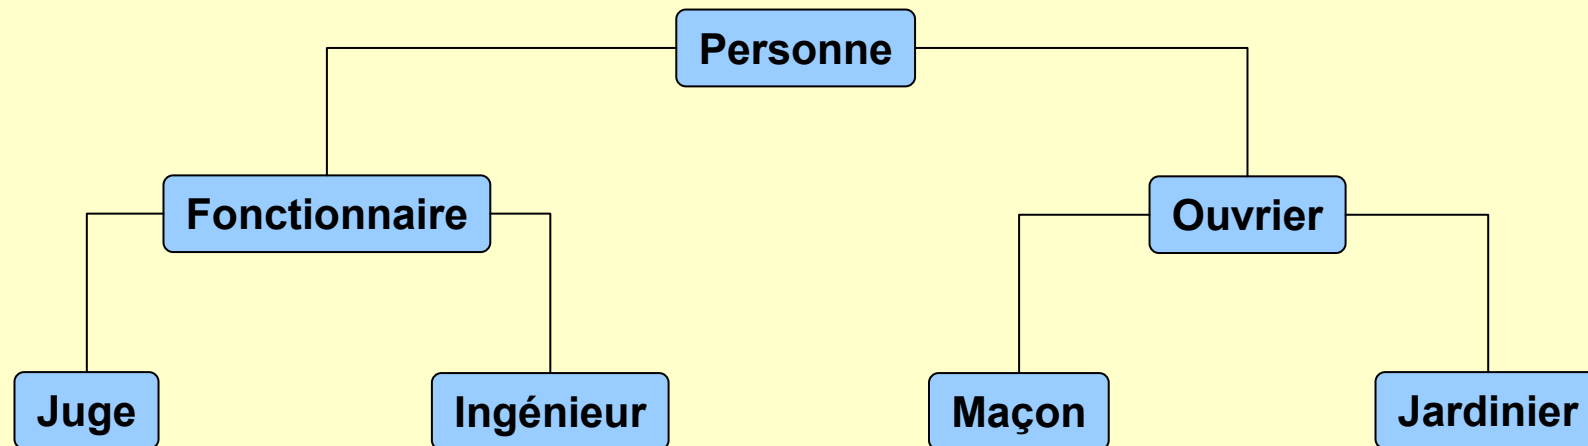 Personne
Fonctionnaire
Ouvrier
Juge
Ingénieur
Maçon
Jardinier